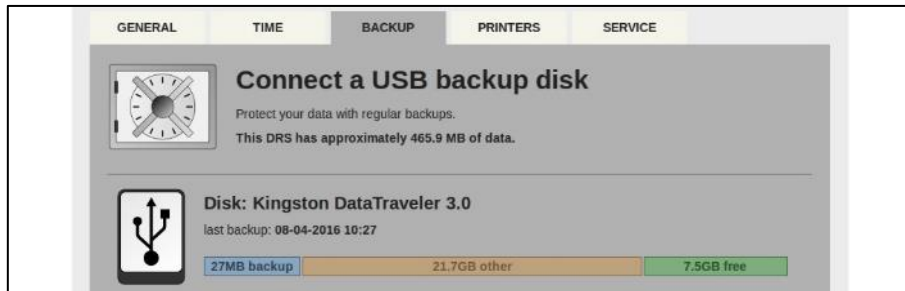 GENERAL TIME BACKUP PRINTERS SERVICE
Connect a USB backup disk
Protect your data with regular backups.
This DRS has approximately 465.9 MB of data.
Disk: Kingston DataTraveler 3.0
last backup: 08-04-2016 10:27
27MB backup 21.7GB other 7.5GB free